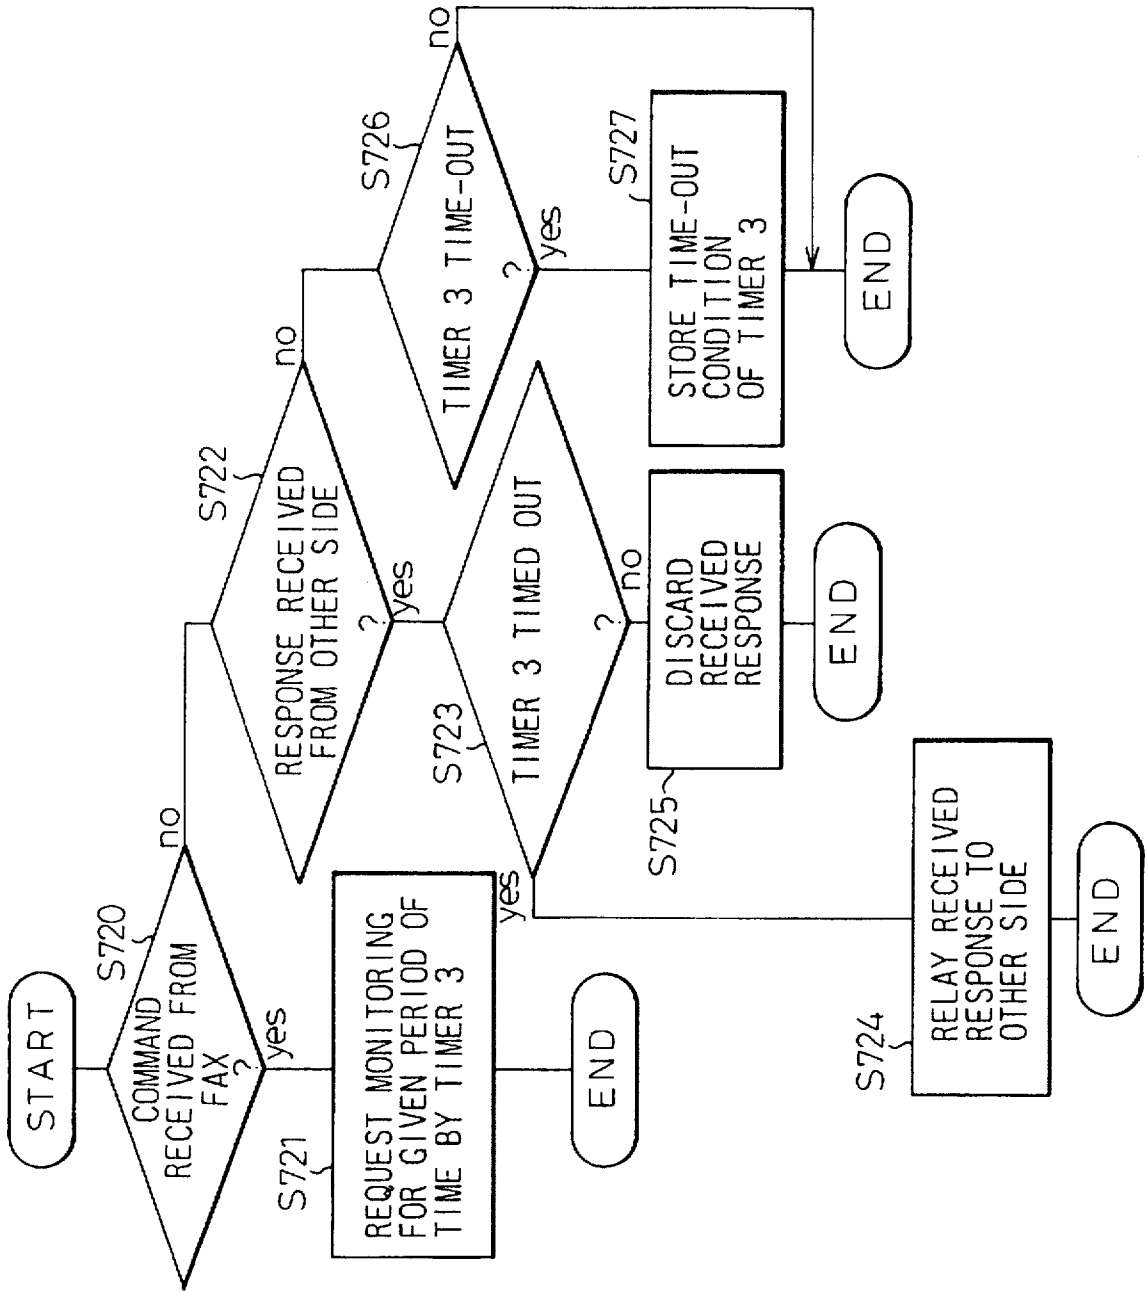 START
S720
COMMAND
RECEIVED FROM
FAX
?
yes
no
S721
REQUEST MONITORING
FOR GIVEN PERIOD OF
TIME BY TIMER 3
END
S722
RESPONSE RECEIVED
FROM OTHER SIDE
?
yes
no
S723
TIMER 3 TIMED OUT
?
yes
no
S724
RELAY RECEIVED
RESPONSE TO
OTHER SIDE
END
S725
DISCARD
RECEIVED
RESPONSE
END
S726
TIMER 3 TIME-OUT
?
yes
no
S727
STORE TIME-OUT
CONDITION
OF TIMER 3
END